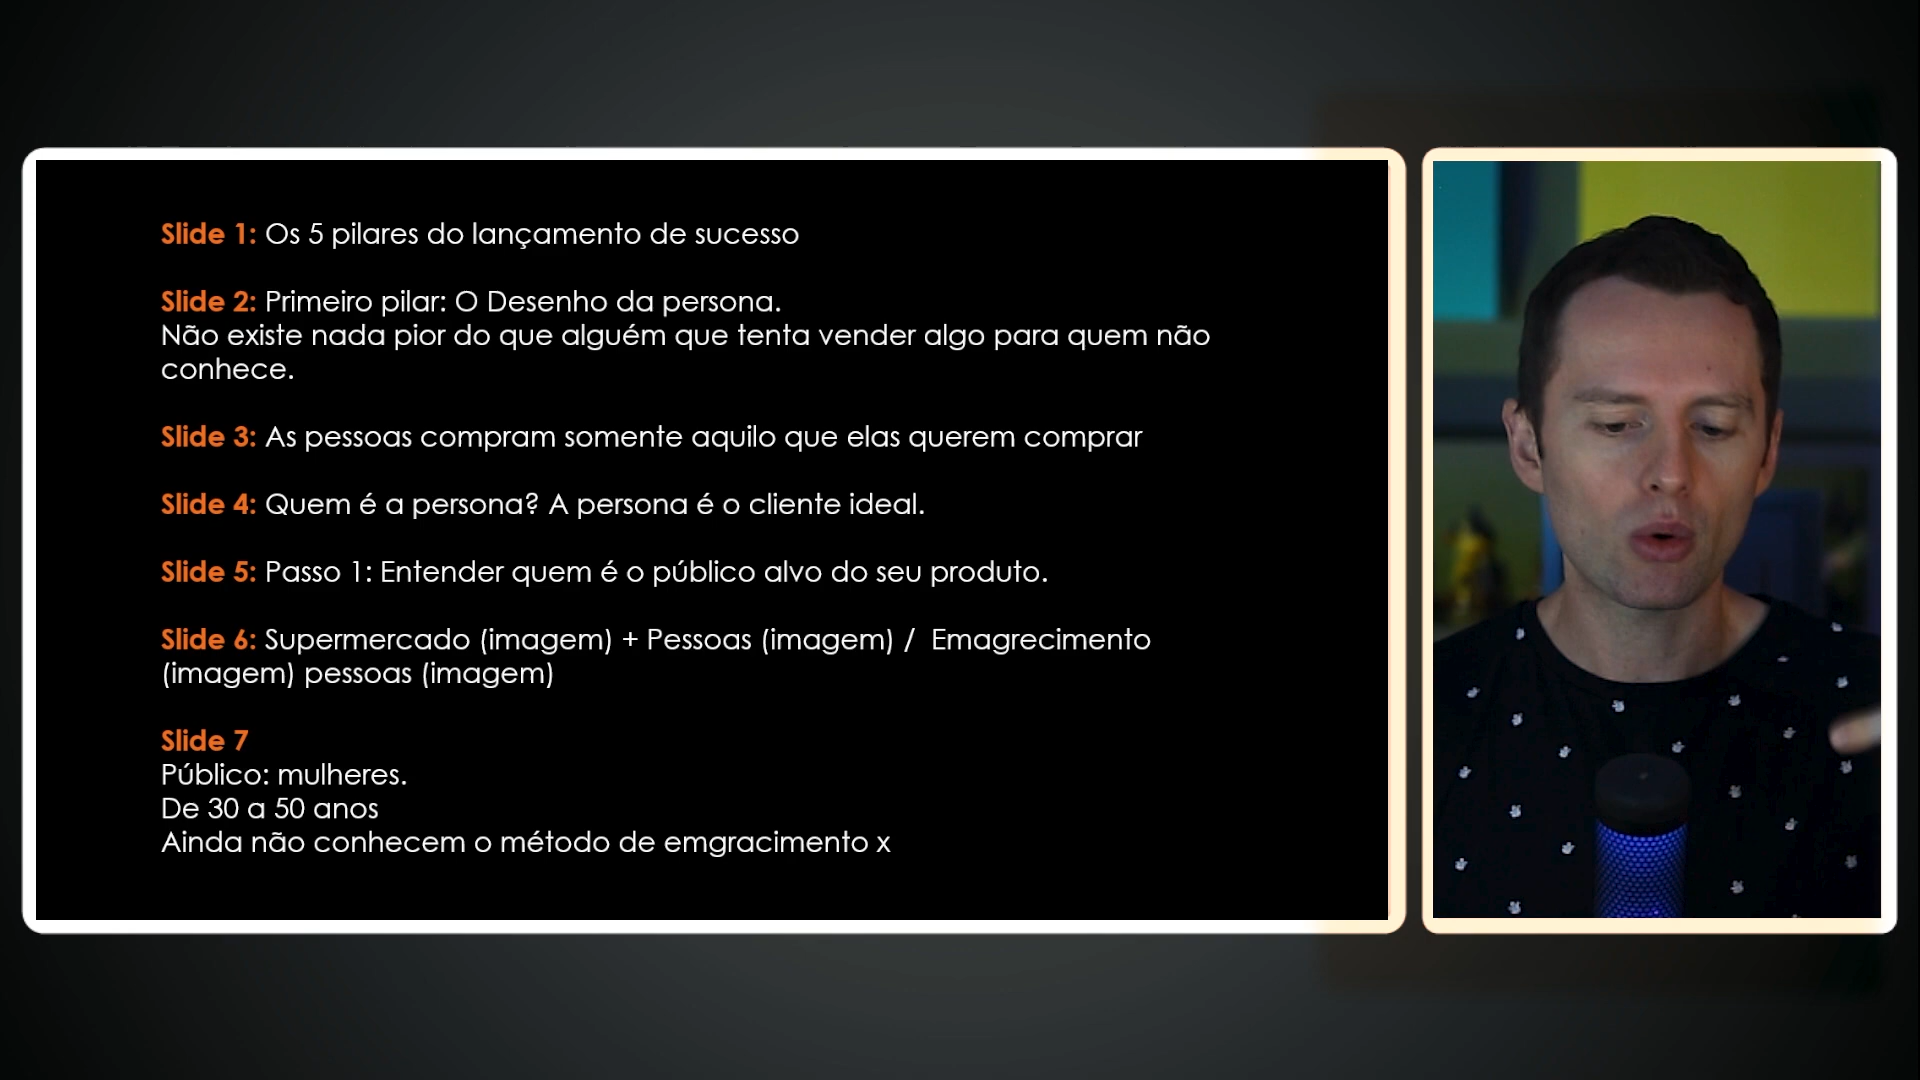 Slide 1: Os 5 pilares do lançamento de sucesso
Slide 2: Primeiro pilar: O Desenho da persona.
Não existe nada pior do que alguém que tenta vender algo para quem não
conhece.
Slide 3: As pessoas compram somente aquilo que elas querem comprar
Slide 4: Quem é a persona? A persona é o cliente ideal.
Slide 5: Passo 1: Entender quem é o público alvo do seu produto.
Slide 6: Supermercado (imagem) + Pessoas (imagem) /  Emagrecimento
(imagem) pessoas (imagem)
Slide 7
Público: mulheres.
De 30 a 50 anos
Ainda não conhecem o método de emgracimento x